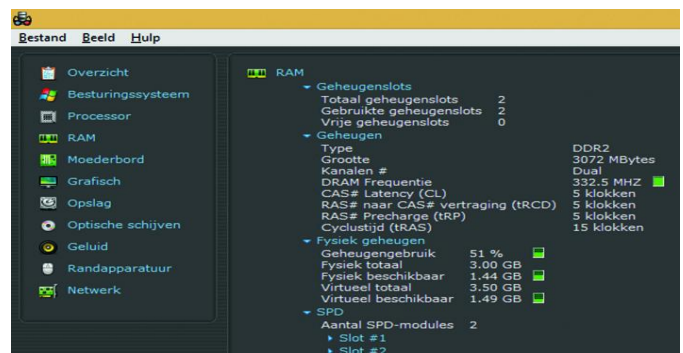 Bestand Beeld Hulp
Overzicht
Besturingssysteem
Processor
RAM
Moederbord
Grafisch
Opslag
Optische schijven
Geluid
Randapparatuur
Netwerk
RAM
Geheugenslots
Totaal geheugenslots 2
Gebruikte geheugenslots 2
Vrije geheugenslots 0
Geheugen
Type DDR2
Grootte 3072 MBytes
Kanalen # Dual
DRAM Frequentie 332.5 MHZ
CAS# Latency (CL) 5 klokken
RAS# naar CAS# vertraging (tRCD) 5 klokken
RAS# Precharge (tRP) 5 klokken
Cyclustijd (tRAS) 15 klokken
Fysiek geheugen
Geheugengebruik 51 %
Fysiek totaal 3.00 GB
Fysiek beschikbaar 1.44 GB
Virtueel totaal 3.50 GB
Virtueel beschikbaar 1.49 GB
SPD
Aantal SPD-modules 2
Slot #1
Slot #2